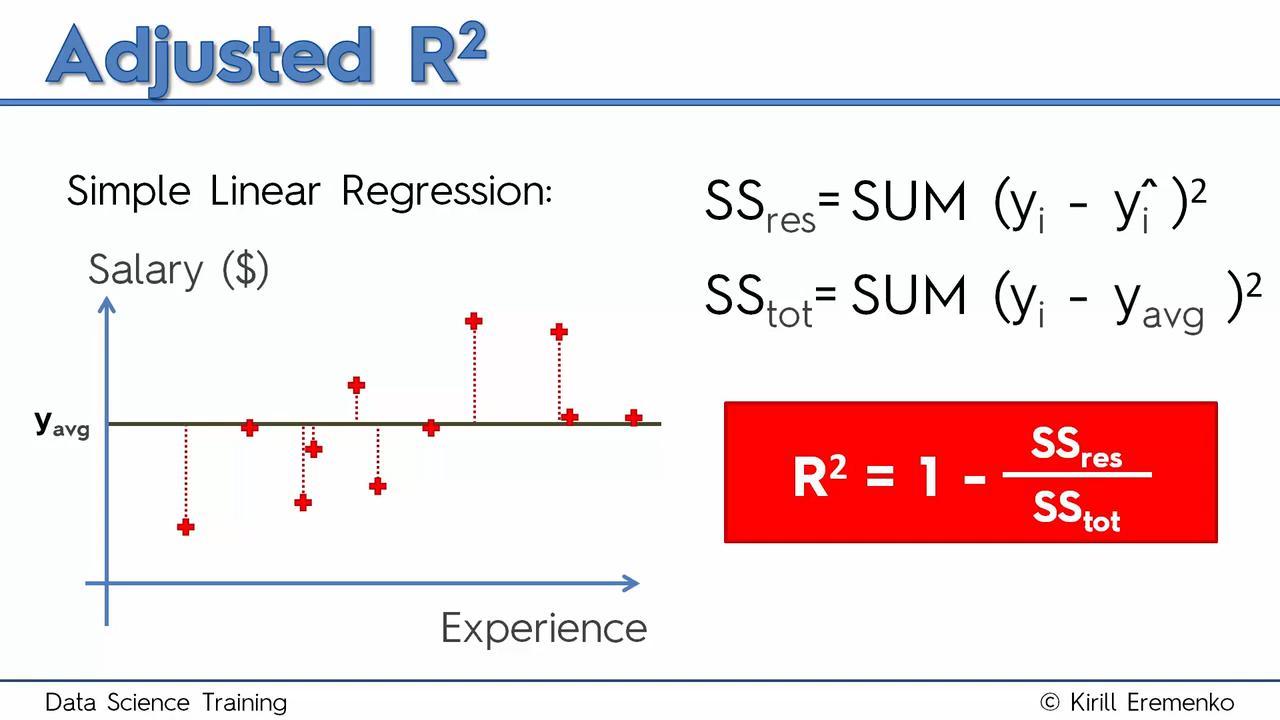 Adjusted R²
Simple Linear Regression:
Salary ($)
y_avg
Experience
SS_res = SUM (y_i - ŷ_i)²
SS_tot = SUM (y_i - y_avg)²
R² = 1 - SS_res / SS_tot
Data Science Training
© Kirill Eremenko